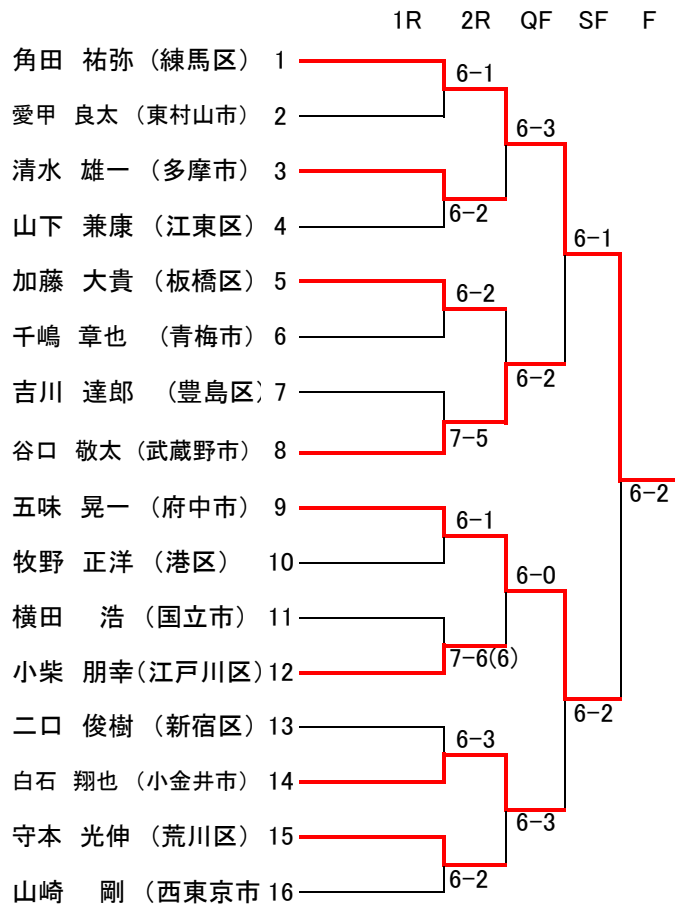 1R 2R QF SF F
角田 祐弥 (練馬区) 1
6-1
愛甲 良太 (東村山市) 2
6-3
清水 雄一 (多摩市) 3
6-2
山下 兼康 (江東区) 4
6-1
加藤 大貴 (板橋区) 5
6-2
千嶋 章也 (青梅市) 6
6-2
吉川 達郎 (豊島区) 7
7-5
谷口 敬太 (武蔵野市) 8
6-2
五味 晃一 (府中市) 9
6-1
牧野 正洋 (港区) 10
6-0
横田 浩 (国立市) 11
7-6(6)
小柴 朋幸(江戸川区) 12
6-2
二口 俊樹 (新宿区) 13
6-3
白石 翔也 (小金井市) 14
6-3
守本 光伸 (荒川区) 15
6-2
山崎 剛 (西東京市 16